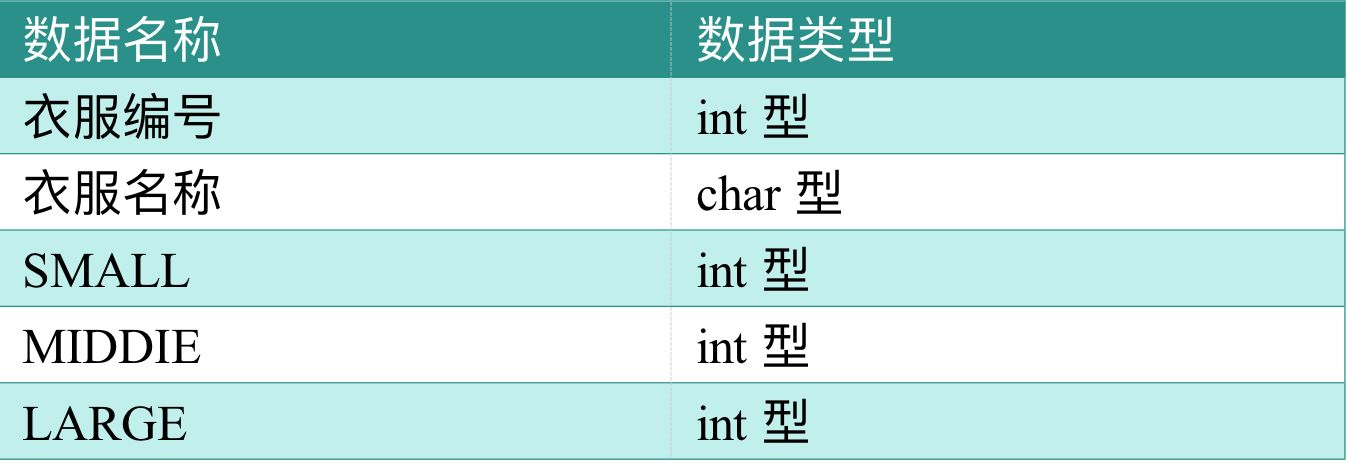 数据名称 数据类型
衣服编号 int 型
衣服名称 char 型
SMALL int 型
MIDDIE int 型
LARGE int 型